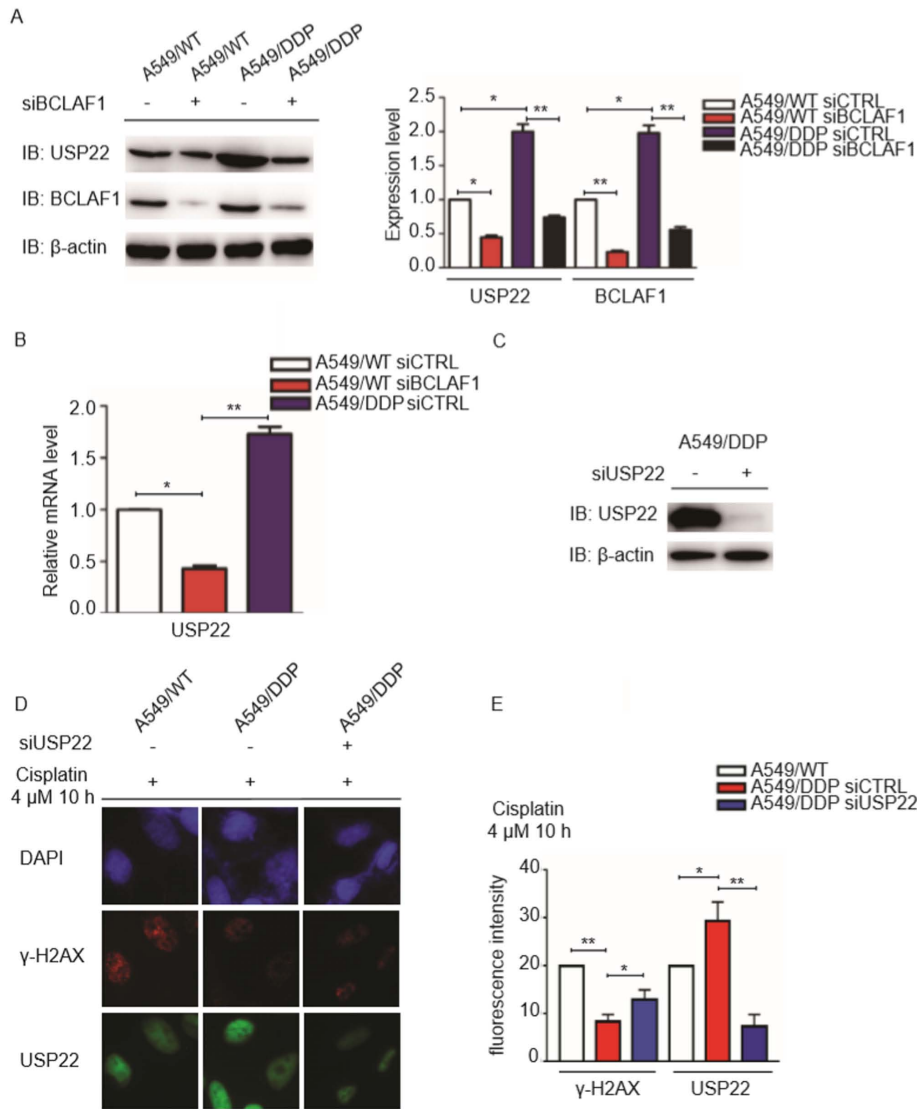 A
A549/WT A549/WT A549/DDP A549/DDP
siBCLAF1 - + - +
IB: USP22
IB: BCLAF1
IB: β-actin
A549/WT siCTRL
A549/WT siBCLAF1
A549/DDP siCTRL
A549/DDP siBCLAF1
Expression level
2.5
2.0
1.5
1.0
0.5
0.0
* ** * **
* **
USP22 BCLAF1
B
A549/WT siCTRL
A549/WT siBCLAF1
A549/DDP siCTRL
Relative mRNA level
2.0
1.5
1.0
0.5
0.0
**
*
USP22
C
A549/DDP
siUSP22 - +
IB: USP22
IB: β-actin
D
A549/WT A549/DDP A549/DDP
siUSP22 - - +
Cisplatin + + +
4 µM 10 h
DAPI
γ-H2AX
USP22
E
A549/WT
A549/DDP siCTRL
A549/DDP siUSP22
Cisplatin
4 µM 10 h
fluorescence intensity
40
30
20
10
0
* **
** *
γ-H2AX USP22